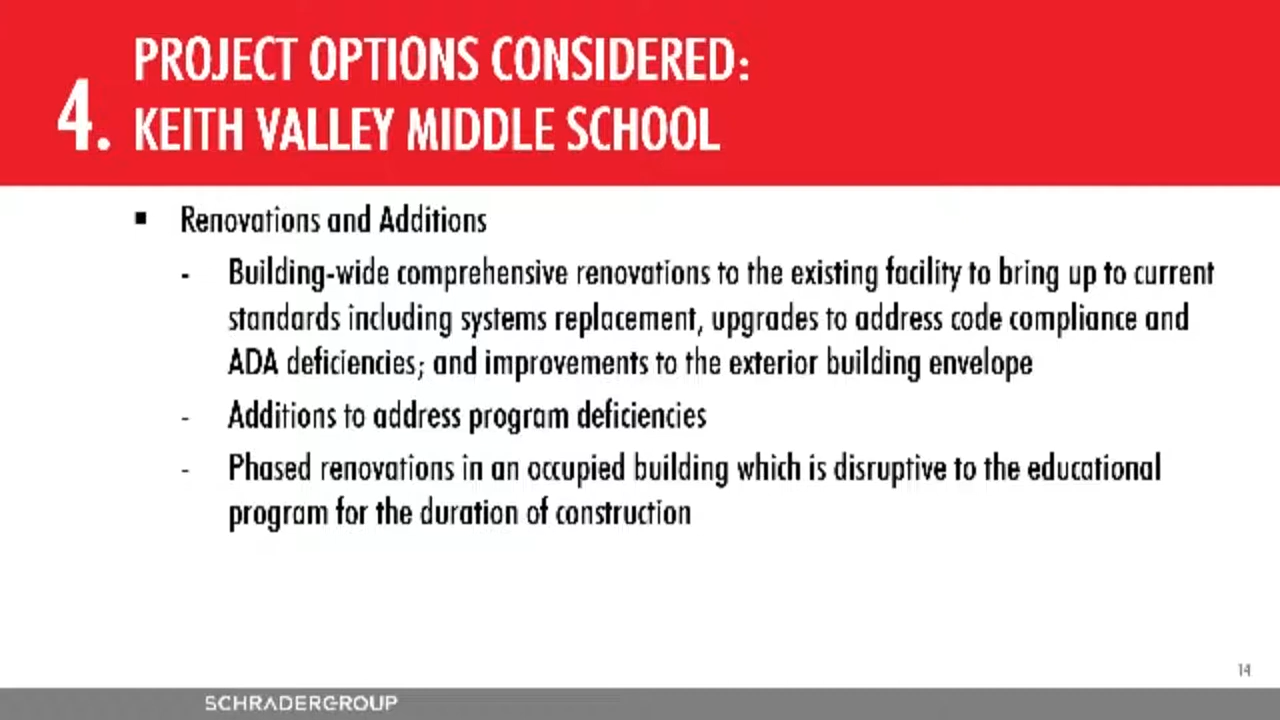 PROJECT OPTIONS CONSIDERED:
4. KEITH VALLEY MIDDLE SCHOOL
▪ Renovations and Additions
- Building-wide comprehensive renovations to the existing facility to bring up to current
standards including systems replacement, upgrades to address code compliance and
ADA deficiencies; and improvements to the exterior building envelope
- Additions to address program deficiencies
- Phased renovations in an occupied building which is disruptive to the educational
program for the duration of construction
14
SCHRADERGROUP